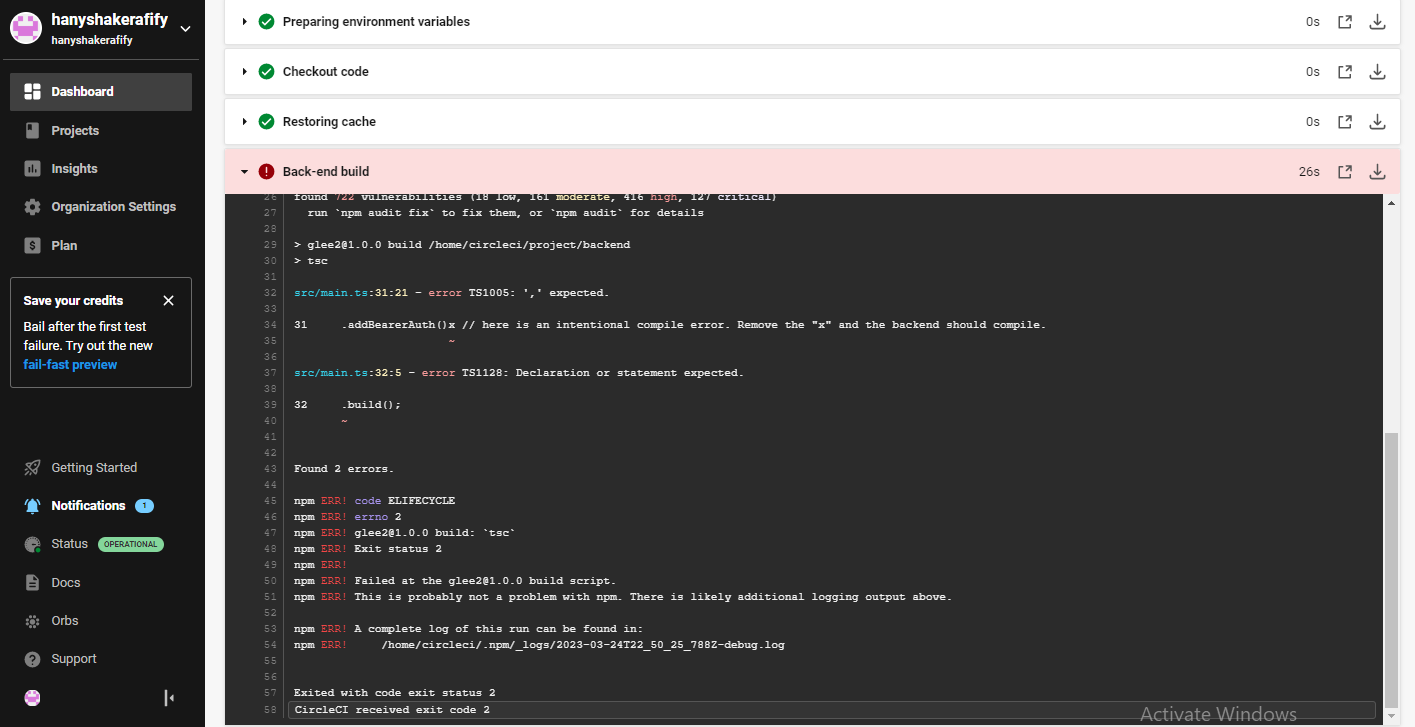 hanyshakerafify
hanyshakerafify
Dashboard
Projects
Insights
Organization Settings
$ Plan
Save your credits
Bail after the first test
failure. Try out the new
fail-fast preview
Getting Started
Notifications 1
Status OPERATIONAL
Docs
Orbs
? Support
Preparing environment variables 0s
Checkout code 0s
Restoring cache 0s
! Back-end build 26s
26 found 722 vulnerabilities (18 low, 161 moderate, 416 high, 127 critical)
27 run `npm audit fix` to fix them, or `npm audit` for details
28
29 > glee2@1.0.0 build /home/circleci/project/backend
30 > tsc
31
32 src/main.ts:31:21 - error TS1005: ',' expected.
33
34 31 .addBearerAuth()x // here is an intentional compile error. Remove the "x" and the backend should compile.
35 ~
36
37 src/main.ts:32:5 - error TS1128: Declaration or statement expected.
38
39 32 .build();
40 ~
41
42
43 Found 2 errors.
44
45 npm ERR! code ELIFECYCLE
46 npm ERR! errno 2
47 npm ERR! glee2@1.0.0 build: `tsc`
48 npm ERR! Exit status 2
49 npm ERR!
50 npm ERR! Failed at the glee2@1.0.0 build script.
51 npm ERR! This is probably not a problem with npm. There is likely additional logging output above.
52
53 npm ERR! A complete log of this run can be found in:
54 npm ERR! /home/circleci/.npm/_logs/2023-03-24T22_50_25_788Z-debug.log
55
56
57 Exited with code exit status 2
58 CircleCI received exit code 2
Activate Windows